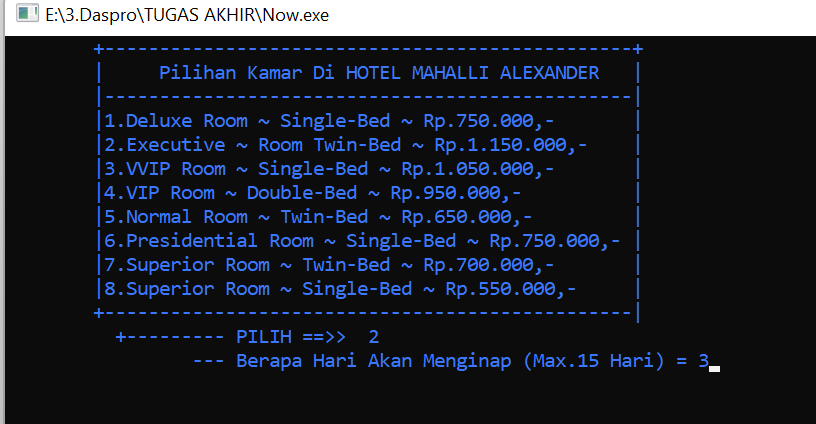 E:\3.Daspro\TUGAS AKHIR\Now.exe
+------------------------------------------------+
|     Pilihan Kamar Di HOTEL MAHALLI ALEXANDER   |
|------------------------------------------------|
|1.Deluxe Room ~ Single-Bed ~ Rp.750.000,-       |
|2.Executive ~ Room Twin-Bed ~ Rp.1.150.000,-    |
|3.VVIP Room ~ Single-Bed ~ Rp.1.050.000,-       |
|4.VIP Room ~ Double-Bed ~ Rp.950.000,-          |
|5.Normal Room ~ Twin-Bed ~ Rp.650.000,-         |
|6.Presidential Room ~ Single-Bed ~ Rp.750.000,- |
|7.Superior Room ~ Twin-Bed ~ Rp.700.000,-       |
|8.Superior Room ~ Single-Bed ~ Rp.550.000,-     |
+------------------------------------------------|
+--------- PILIH ==>>  2
--- Berapa Hari Akan Menginap (Max.15 Hari) = 3